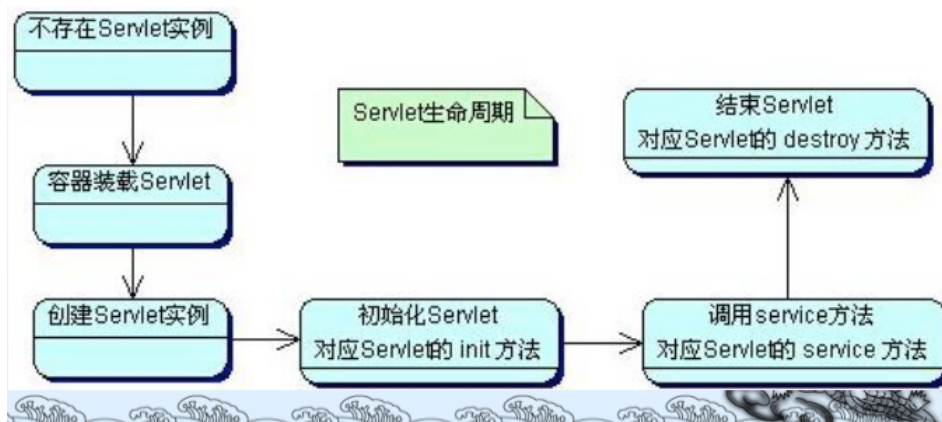 不存在Servlet实例
Servlet生命周期
结束Servlet
对应Servlet的 destroy 方法
容器装载Servlet
创建Servlet实例
初始化Servlet
对应Servlet的 init 方法
调用service方法
对应Servlet的 service 方法